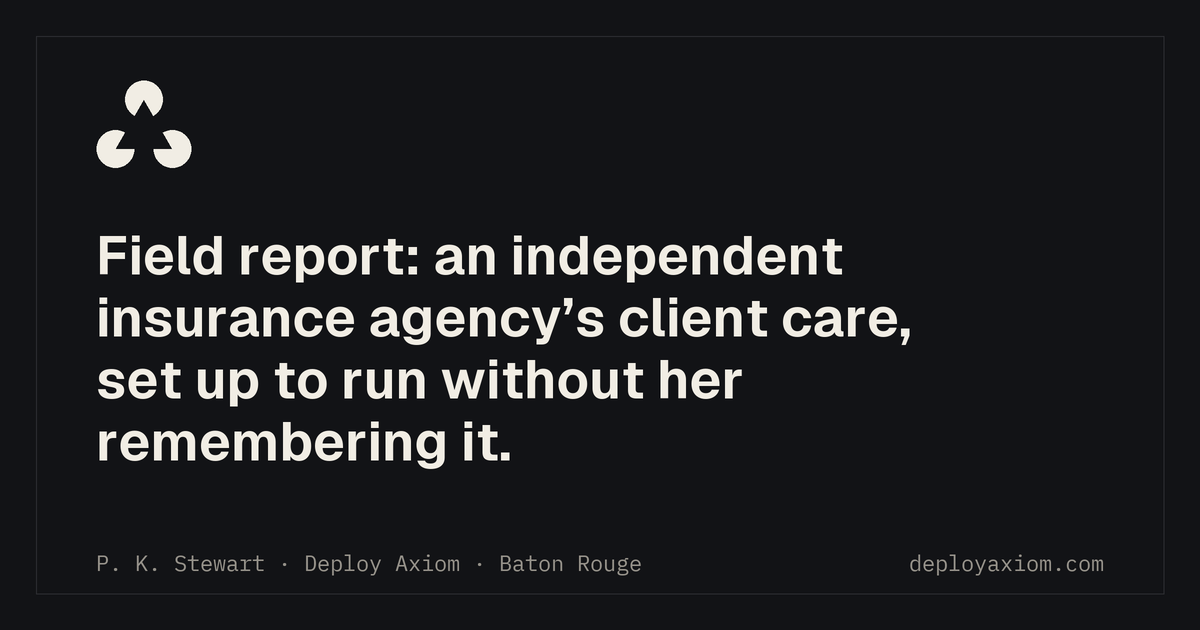 Field report: an independent
insurance agency’s client care,
set up to run without her
remembering it.
P. K. Stewart · Deploy Axiom · Baton Rouge
deployaxiom.com